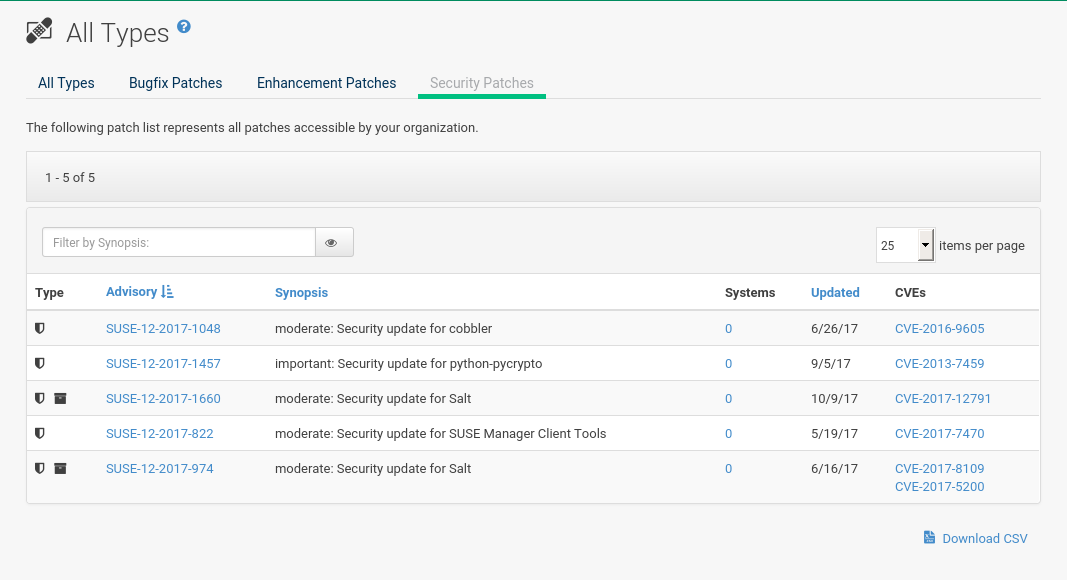 All Types ?
All Types Bugfix Patches Enhancement Patches Security Patches
The following patch list represents all patches accessible by your organization.
1 - 5 of 5
Filter by Synopsis: 25 items per page
Type Advisory Synopsis Systems Updated CVEs
SUSE-12-2017-1048 moderate: Security update for cobbler 0 6/26/17 CVE-2016-9605
SUSE-12-2017-1457 important: Security update for python-pycrypto 0 9/5/17 CVE-2013-7459
SUSE-12-2017-1660 moderate: Security update for Salt 0 10/9/17 CVE-2017-12791
SUSE-12-2017-822 moderate: Security update for SUSE Manager Client Tools 0 5/19/17 CVE-2017-7470
SUSE-12-2017-974 moderate: Security update for Salt 0 6/16/17 CVE-2017-8109
CVE-2017-5200
Download CSV